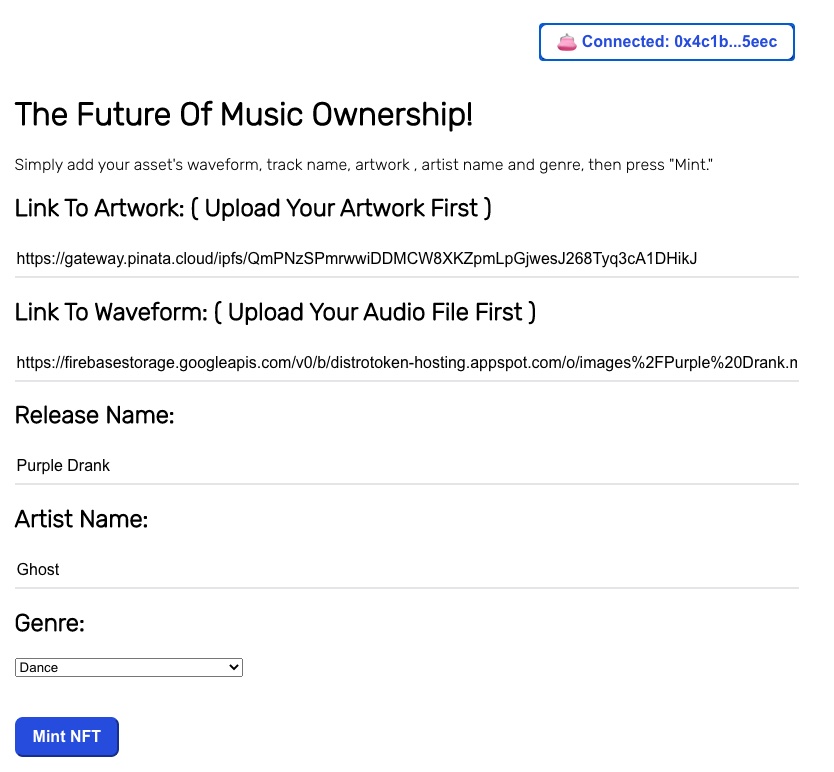 Connected: 0x4c1b...5eec
The Future Of Music Ownership!
Simply add your asset's waveform, track name, artwork , artist name and genre, then press "Mint."
Link To Artwork: ( Upload Your Artwork First )
https://gateway.pinata.cloud/ipfs/QmPNzSPmrwwiDDMCW8XKZpmLpGjwesJ268Tyq3cA1DHikJ
Link To Waveform: ( Upload Your Audio File First )
https://firebasestorage.googleapis.com/v0/b/distrotoken-hosting.appspot.com/o/images%2FPurple%20Drank.n
Release Name:
Purple Drank
Artist Name:
Ghost
Genre:
Dance
Mint NFT